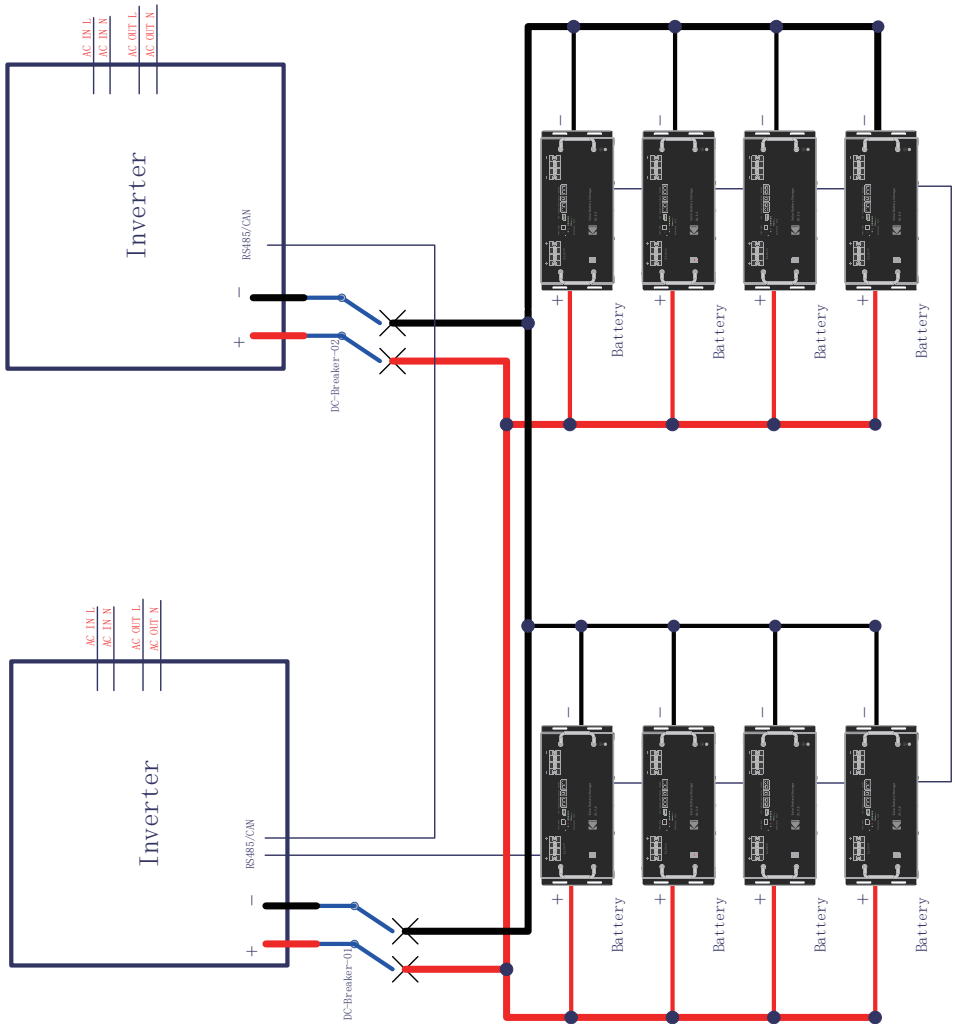 AC IN L
AC IN N
AC OUT L
AC OUT N
Inverter
RS485/CAN
-
+
DC-Breaker-02
-
-
-
-
+
+
+
+
Battery
Battery
Battery
Battery
AC IN L
AC IN N
AC OUT L
AC OUT N
Inverter
RS485/CAN
-
+
DC-Breaker-01
-
-
-
-
+
+
+
+
Battery
Battery
Battery
Battery